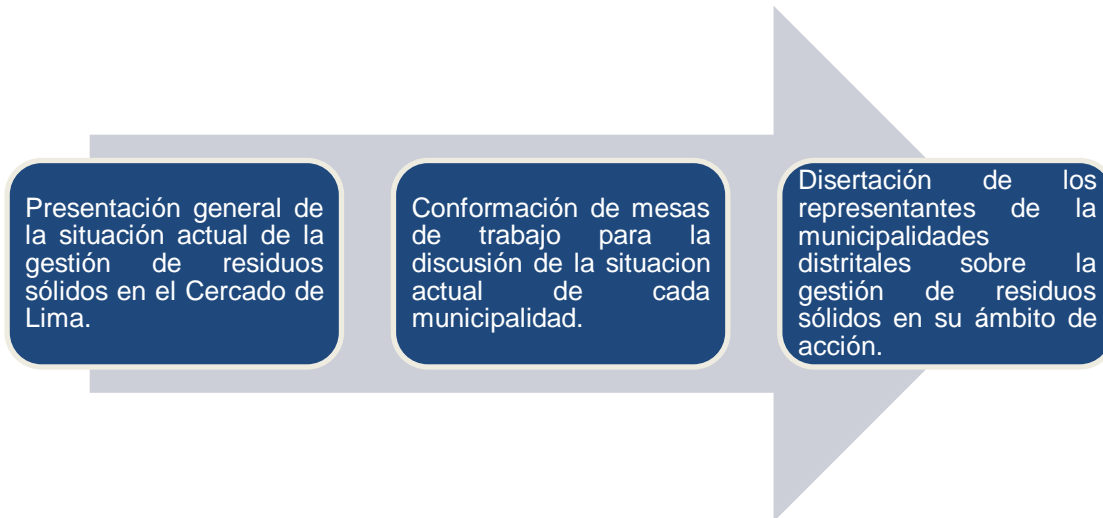 Presentación general de
la situación actual de la
gestión de residuos
sólidos en el Cercado de
Lima.
Conformación de mesas
de trabajo para la
discusión de la situacion
actual de cada
municipalidad.
Disertación de los
representantes de la
municipalidades
distritales sobre la
gestión de residuos
sólidos en su ámbito de
acción.